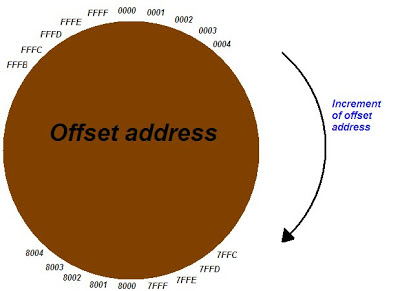 FFFF 0000 0001
FFFE 0002
FFFD 0003
FFFC 0004
FFFB
Offset address
Increment
of offset
address
8004 7FFC
8003 7FFD
8002 7FFE
8001 8000 7FFF